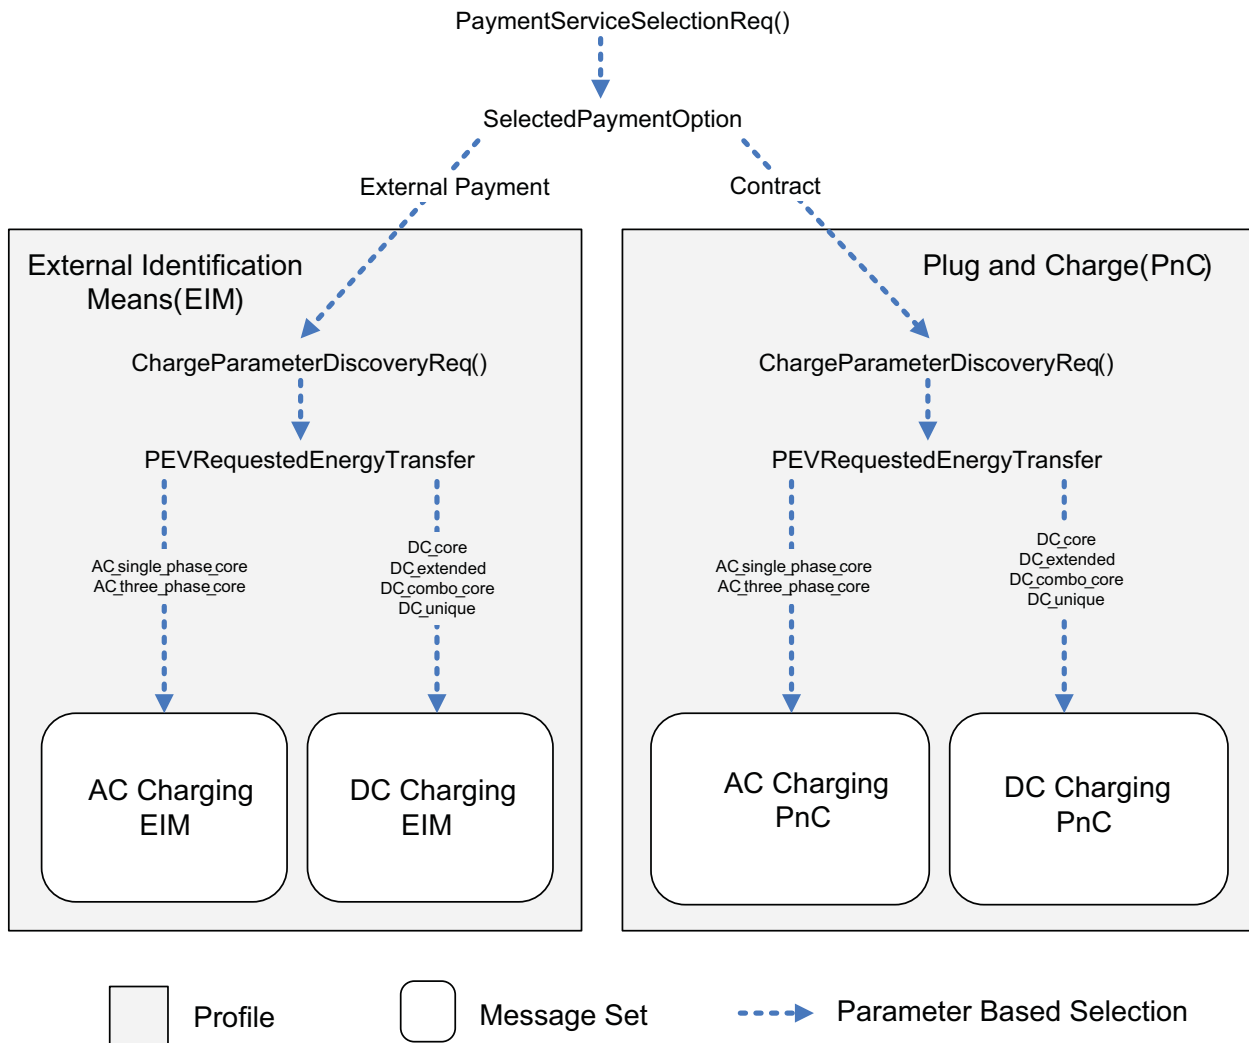 PaymentServiceSelectionReq()
SelectedPaymentOption
External Payment
Contract
External Identification
Means(EIM)
ChargeParameterDiscoveryReq()
PEVRequestedEnergyTransfer
AC_single_phase_core
AC_three_phase_core
DC_core
DC_extended
DC_combo_core
DC_unique
AC Charging
EIM
DC Charging
EIM
Plug and Charge(PnC)
ChargeParameterDiscoveryReq()
PEVRequestedEnergyTransfer
AC_single_phase_core
AC_three_phase_core
DC_core
DC_extended
DC_combo_core
DC_unique
AC Charging
PnC
DC Charging
PnC
Profile
Message Set
Parameter Based Selection